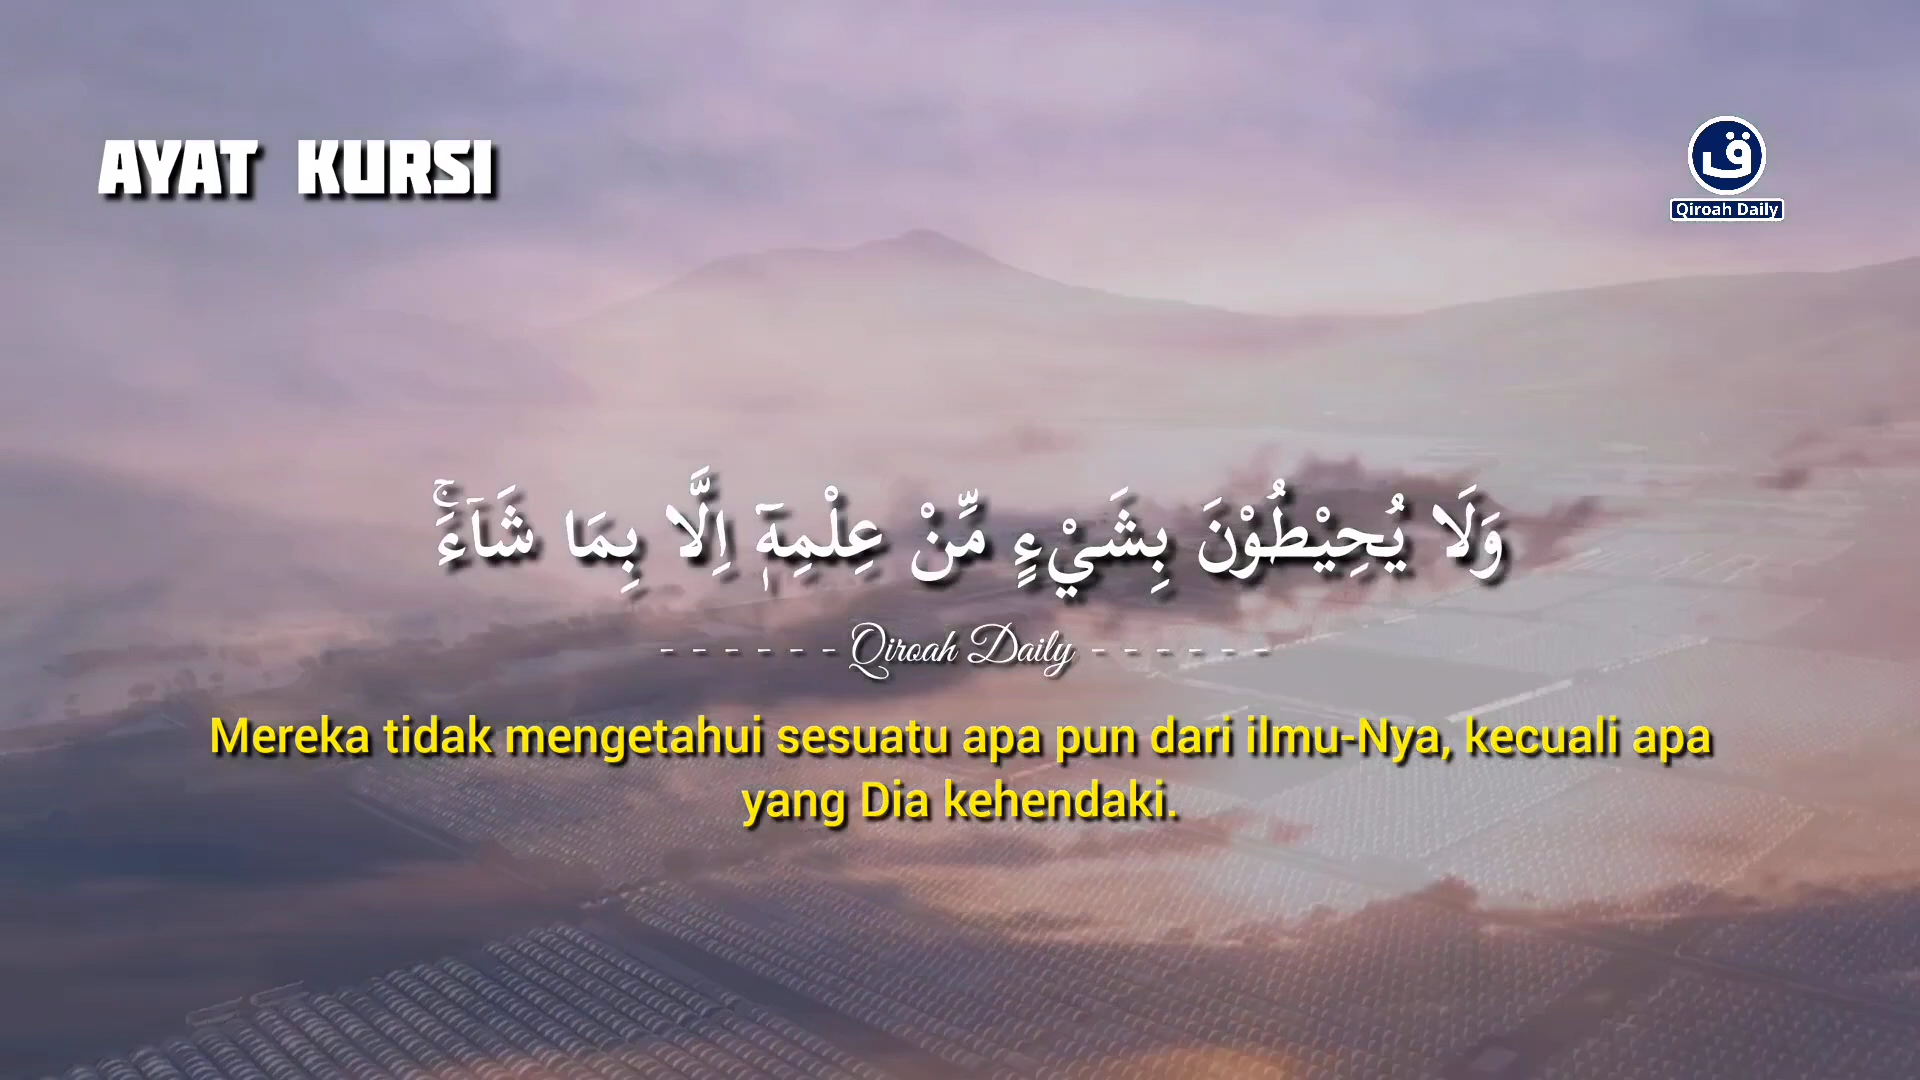 AYAT KURSI
ق
Qiroah Daily
وَلَا يُحِيْطُوْنَ بِشَيْءٍ مِّنْ عِلْمِهٖٓ اِلَّا بِمَا شَاۤءَۚ
- - - - - - Qiroah Daily - - - - - -
Mereka tidak mengetahui sesuatu apa pun dari ilmu-Nya, kecuali apa
yang Dia kehendaki.